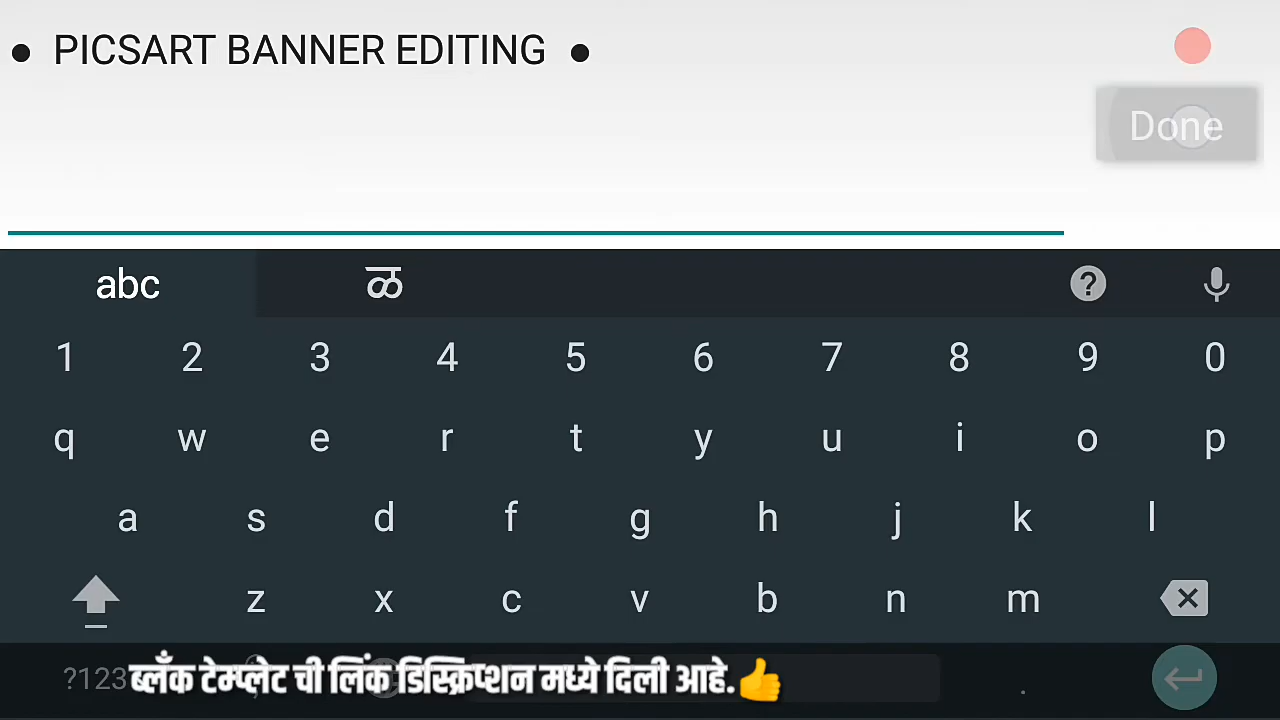 ● PICSART BANNER EDITING ●
Done
abc ळ
1 2 3 4 5 6 7 8 9 0
q w e r t y u i o p
a s d f g h j k l
z x c v b n m
?123 , .
ब्लँक टेम्प्लेट ची लिंक डिस्क्रिप्शन मध्ये दिली आहे.👍